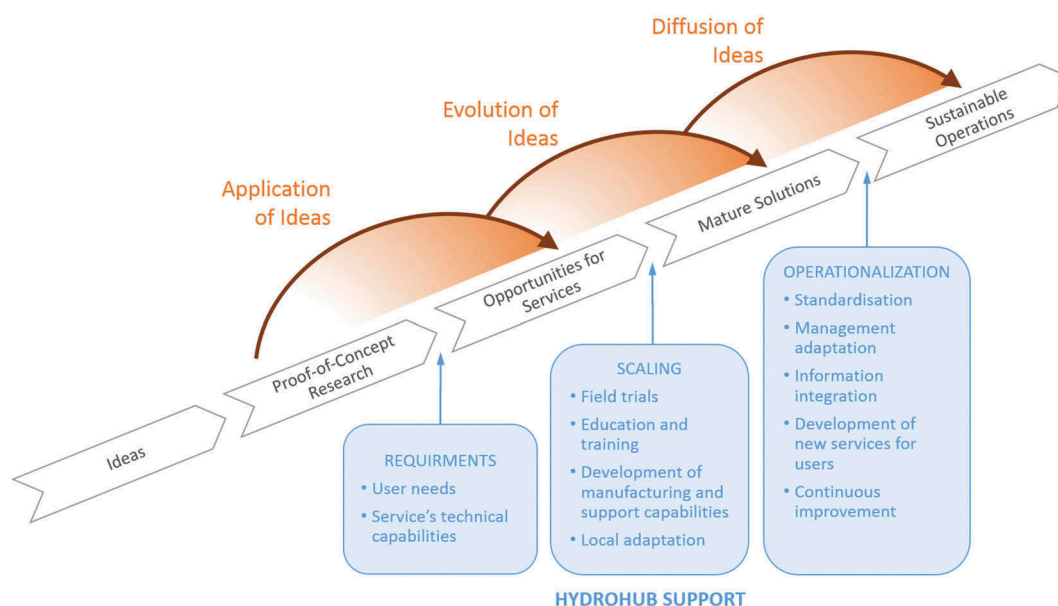 Diffusion of
Ideas
Evolution of
Ideas
Application
of Ideas
Ideas
Proof-of-Concept
Research
Opportunities for
Services
Mature Solutions
Sustainable
Operations
REQUIRMENTS
• User needs
• Service's technical
capabilities
SCALING
• Field trials
• Education and
training
• Development of
manufacturing and
support capabilities
• Local adaptation
OPERATIONALIZATION
• Standardisation
• Management
adaptation
• Information
integration
• Development of
new services for
users
• Continuous
improvement
HYDROHUB SUPPORT